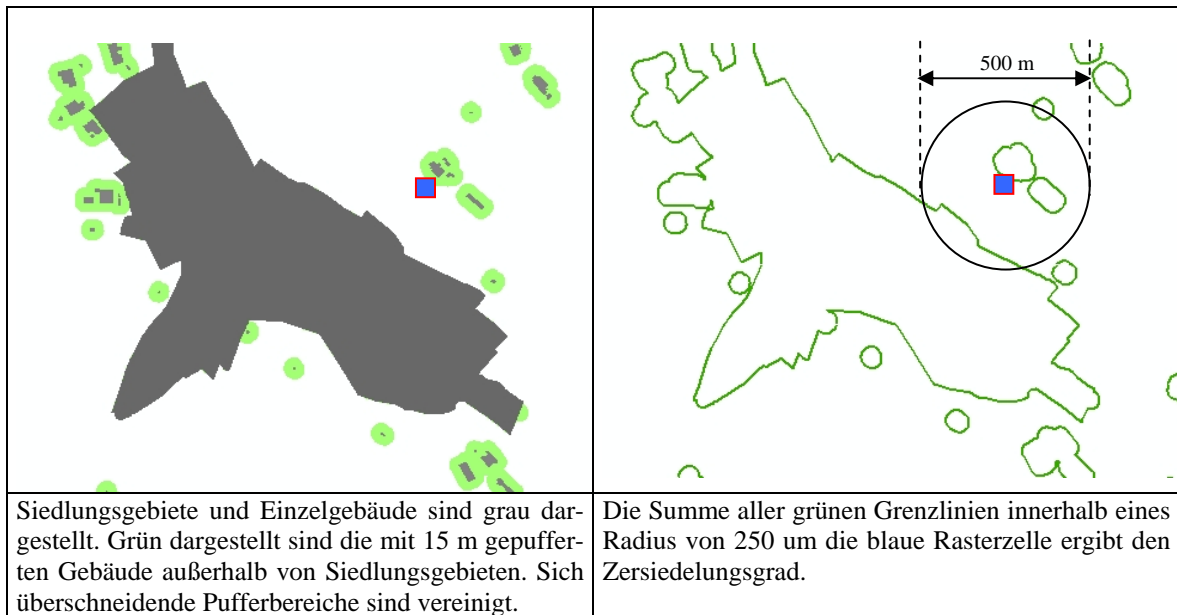 500 m
Siedlungsgebiete und Einzelgebäude sind grau dar-
gestellt. Grün dargestellt sind die mit 15 m gepuffer-
ten Gebäude außerhalb von Siedlungsgebieten. Sich
überschneidende Pufferbereiche sind vereinigt.
Die Summe aller grünen Grenzlinien innerhalb eines
Radius von 250 um die blaue Rasterzelle ergibt den
Zersiedelungsgrad.